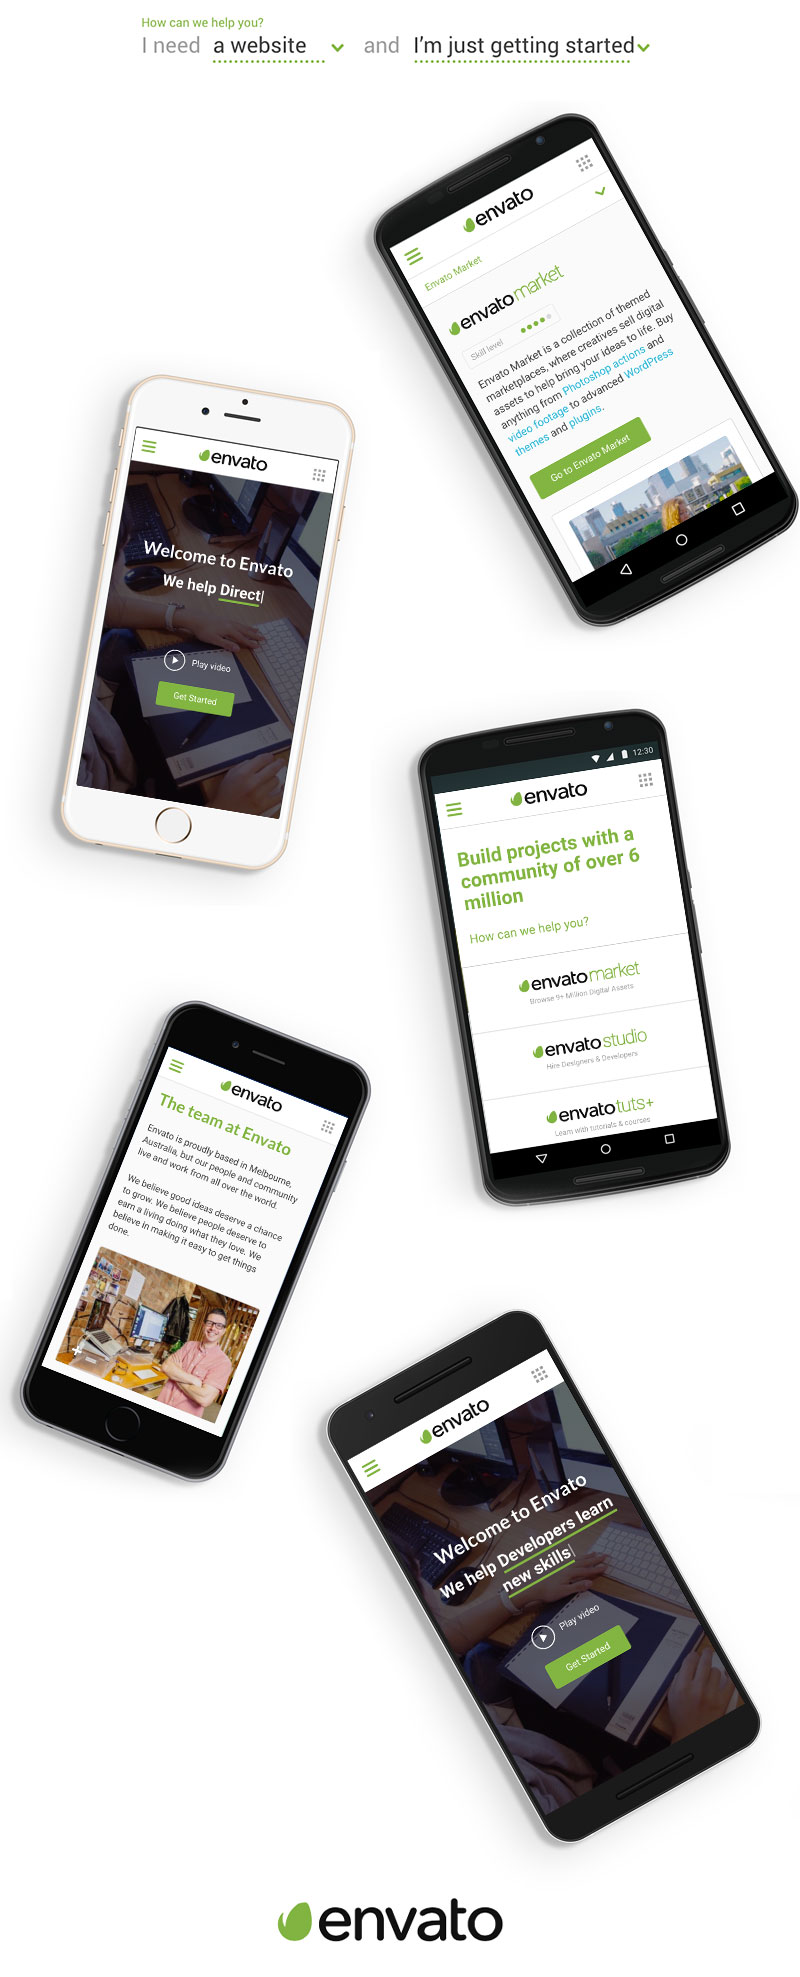 How can we help you?
I need a website and I'm just getting started
envato
Envato Market
envato market
Skill level
Envato Market is a collection of themed
marketplaces, where creatives sell digital
assets to help bring your ideas to life. Buy
anything from Photoshop actions and
video footage to advanced WordPress
themes and plugins.
Go to Envato Market
envato
Welcome to Envato
We help Direct|
Play video
Get Started
12:30
envato
Build projects with a
community of over 6
million
How can we help you?
envato market
Browse 9+ Million Digital Assets
envato studio
Hire Designers & Developers
envato tuts+
Learn with tutorials & courses
envato
The team at Envato
Envato is proudly based in Melbourne,
Australia, but our people and community
live and work from all over the world.
We believe good ideas deserve a chance
to grow. We believe people deserve to
earn a living doing what they love. We
believe in making it easy to get things
done.
envato
Welcome to Envato
We help Developers learn
new skills|
Play video
Get Started
envato